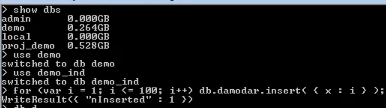 > show dbs
admin 0.000GB
demo 0.264GB
local 0.000GB
proj_demo 0.528GB
> use demo
switched to db demo
> use demo_ind
switched to db demo_ind
> for (var i = 1; i <= 100; i++) db.damodar.insert( { x : i } );
WriteResult({ "nInserted" : 1 })